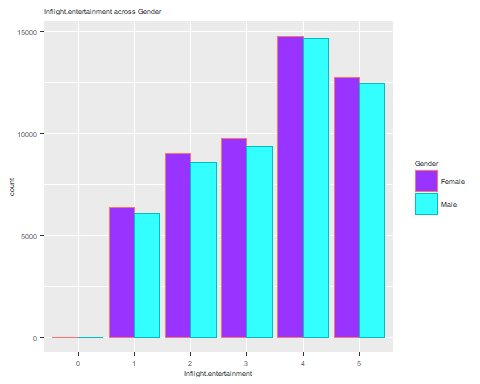 Inflight.entertainment across Gender
15000
10000
5000
0
count
0 1 2 3 4 5
Inflight.entertainment
Gender
Female
Male